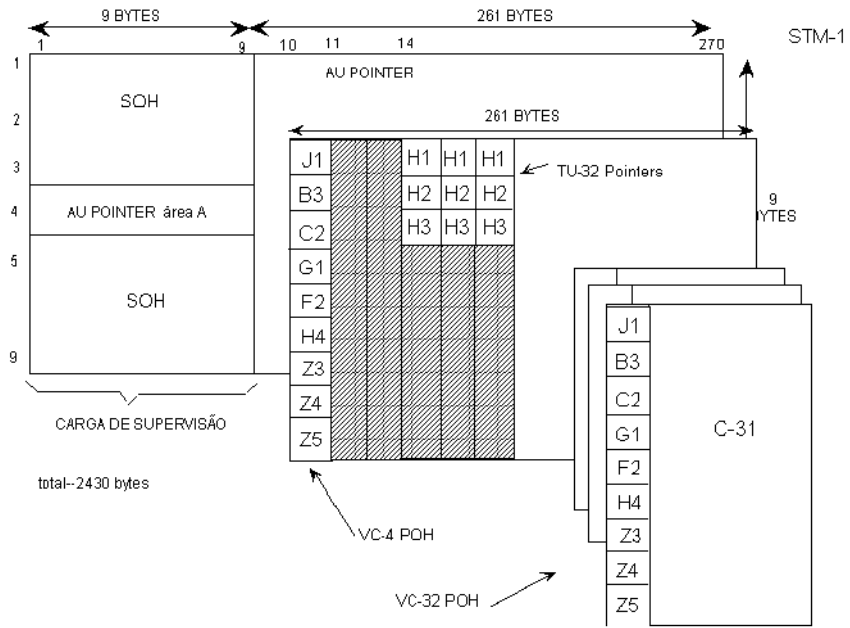 9 BYTES
261 BYTES
STM-1
1
9
10
11
14
270
1
2
3
4
5
9
SOH
AU POINTER área A
SOH
AU POINTER
261 BYTES
J1
B3
C2
G1
F2
H4
Z3
Z4
Z5
H1 H1 H1
H2 H2 H2
H3 H3 H3
TU-32 Pointers
9
YTES
CARGA DE SUPERVISÃO
total--2430 bytes
VC-4 POH
VC-32 POH
J1
B3
C2
G1
F2
H4
Z3
Z4
Z5
C-31